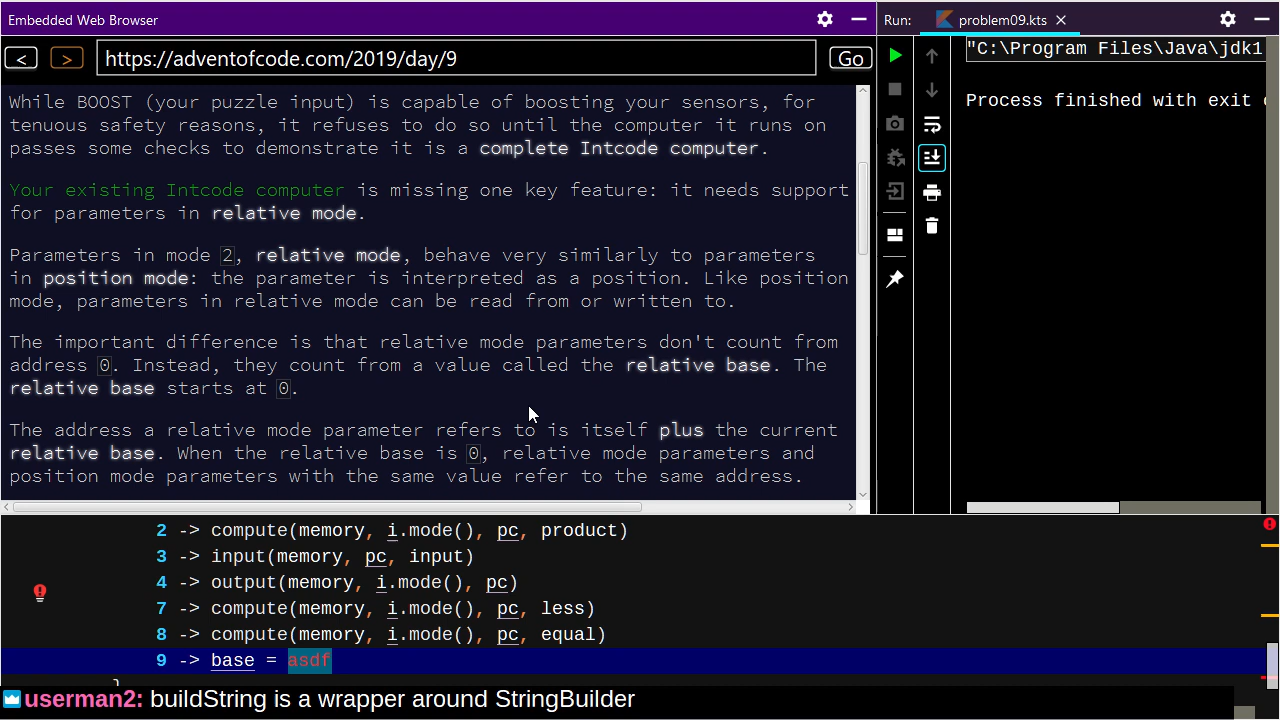 Embedded Web Browser
< > https://adventofcode.com/2019/day/9 Go
While BOOST (your puzzle input) is capable of boosting your sensors, for
tenuous safety reasons, it refuses to do so until the computer it runs on
passes some checks to demonstrate it is a complete Intcode computer.
Your existing Intcode computer is missing one key feature: it needs support
for parameters in relative mode.
Parameters in mode 2, relative mode, behave very similarly to parameters
in position mode: the parameter is interpreted as a position. Like position
mode, parameters in relative mode can be read from or written to.
The important difference is that relative mode parameters don't count from
address 0. Instead, they count from a value called the relative base. The
relative base starts at 0.
The address a relative mode parameter refers to is itself plus the current
relative base. When the relative base is 0, relative mode parameters and
position mode parameters with the same value refer to the same address.
Run: problem09.kts
"C:\Program Files\Java\jdk1
Process finished with exit
2 -> compute(memory, i.mode(), pc, product)
3 -> input(memory, pc, input)
4 -> output(memory, i.mode(), pc)
7 -> compute(memory, i.mode(), pc, less)
8 -> compute(memory, i.mode(), pc, equal)
9 -> base = asdf
userman2: buildString is a wrapper around StringBuilder